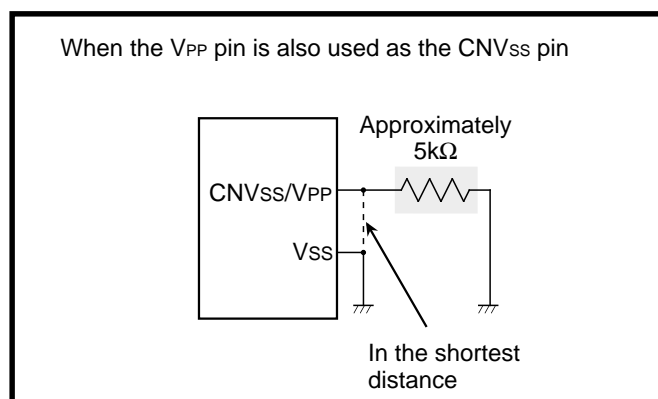 When the VPP pin is also used as the CNVSS pin
Approximately
5kΩ
CNVSS/VPP
VSS
In the shortest
distance